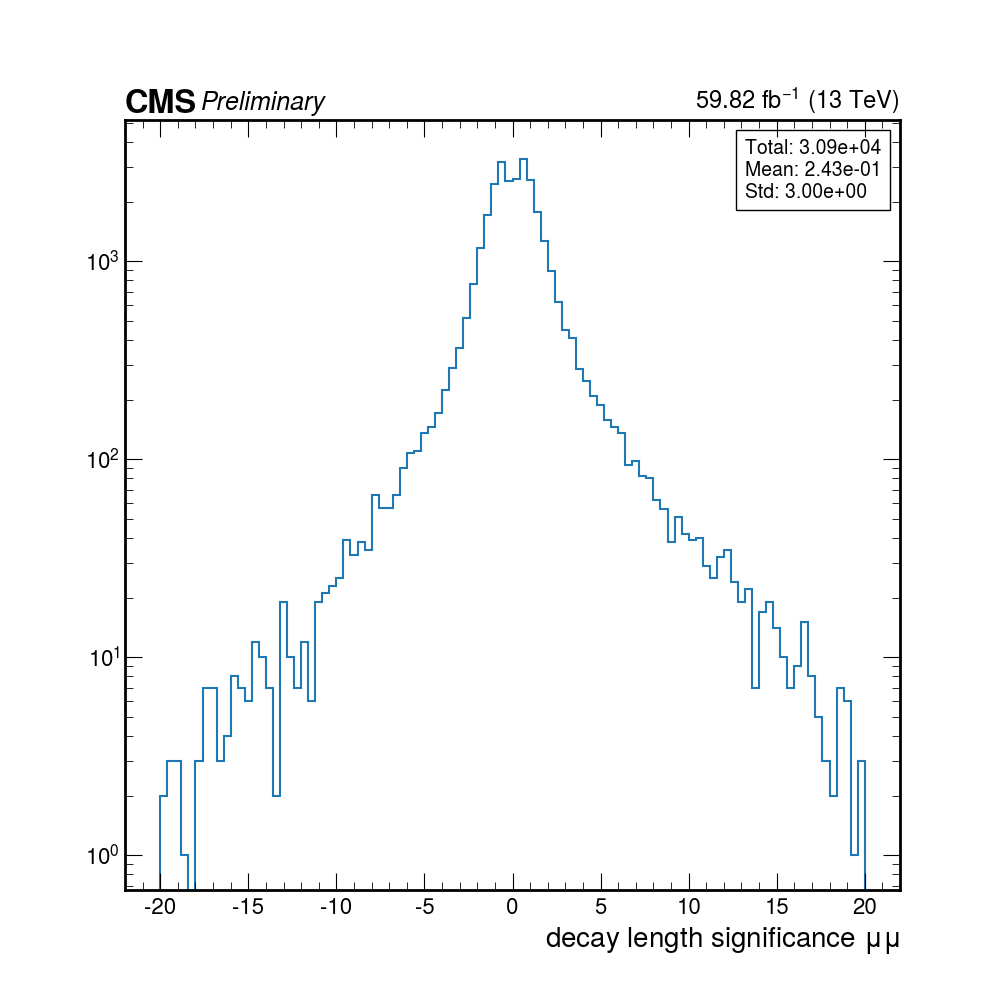 CMS Preliminary 59.82 fb⁻¹ (13 TeV)
Total: 3.09e+04
Mean: 2.43e-01
Std: 3.00e+00
10³
10²
10¹
10⁰
-20 -15 -10 -5 0 5 10 15 20
decay length significance μμ